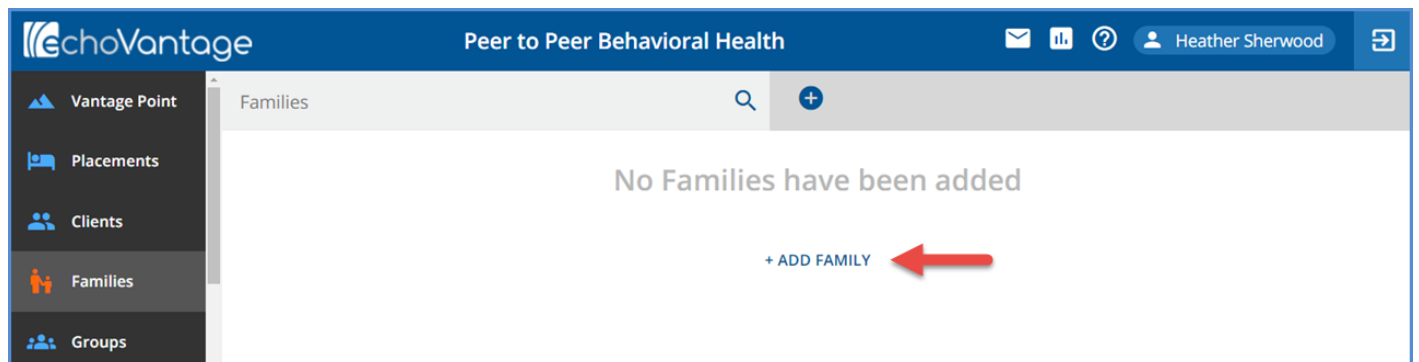 echoVantage
Peer to Peer Behavioral Health
Heather Sherwood
Vantage Point
Families
Placements
No Families have been added
Clients
+ ADD FAMILY
Families
Groups